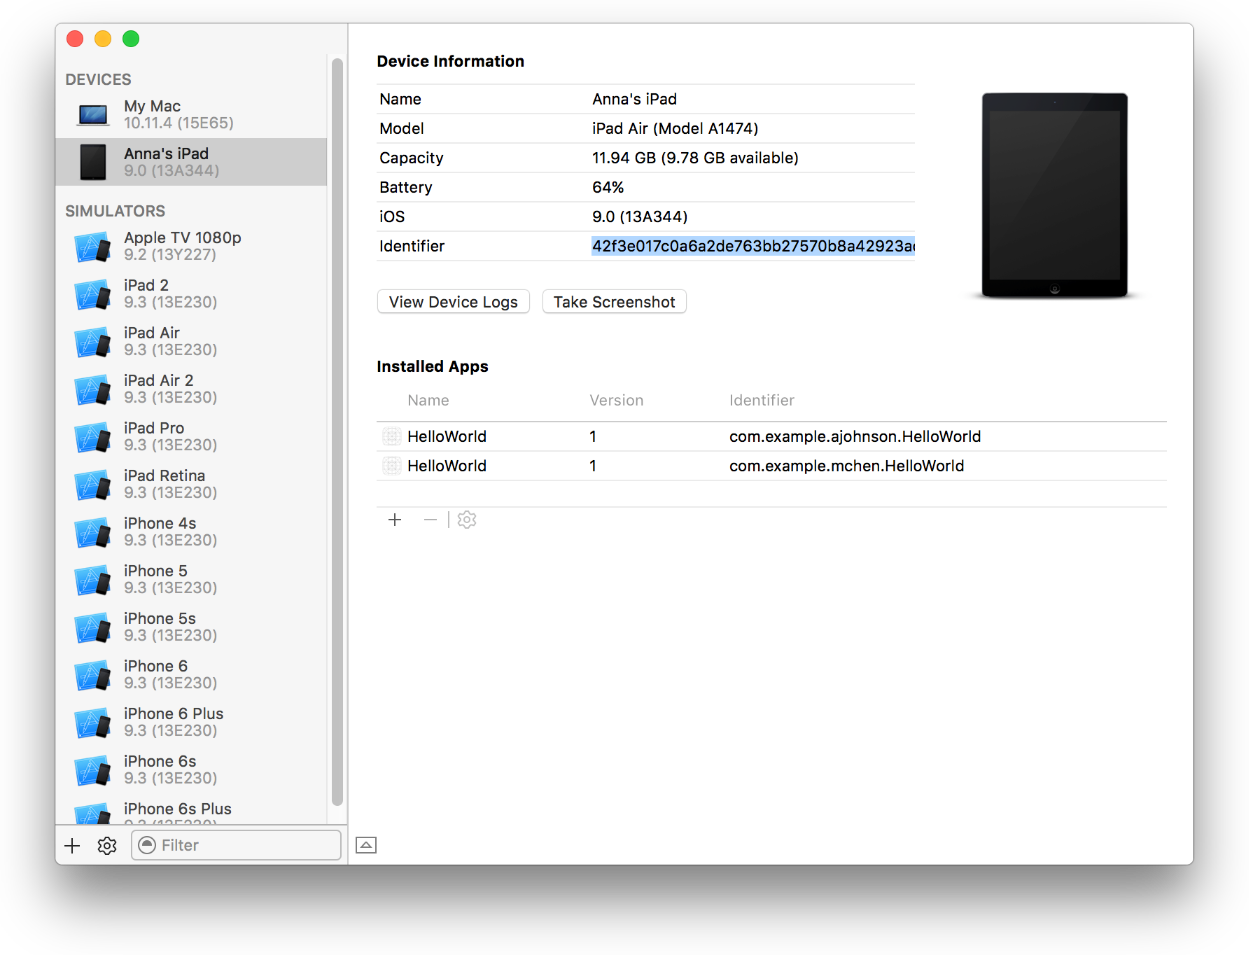 DEVICES
My Mac
10.11.4 (15E65)
Anna's iPad
9.0 (13A344)
SIMULATORS
Apple TV 1080p
9.2 (13Y227)
iPad 2
9.3 (13E230)
iPad Air
9.3 (13E230)
iPad Air 2
9.3 (13E230)
iPad Pro
9.3 (13E230)
iPad Retina
9.3 (13E230)
iPhone 4s
9.3 (13E230)
iPhone 5
9.3 (13E230)
iPhone 5s
9.3 (13E230)
iPhone 6
9.3 (13E230)
iPhone 6 Plus
9.3 (13E230)
iPhone 6s
9.3 (13E230)
iPhone 6s Plus
Filter
Device Information
Name Anna's iPad
Model iPad Air (Model A1474)
Capacity 11.94 GB (9.78 GB available)
Battery 64%
iOS 9.0 (13A344)
Identifier 42f3e017c0a6a2de763bb27570b8a42923a
View Device Logs Take Screenshot
Installed Apps
Name Version Identifier
HelloWorld 1 com.example.ajohnson.HelloWorld
HelloWorld 1 com.example.mchen.HelloWorld